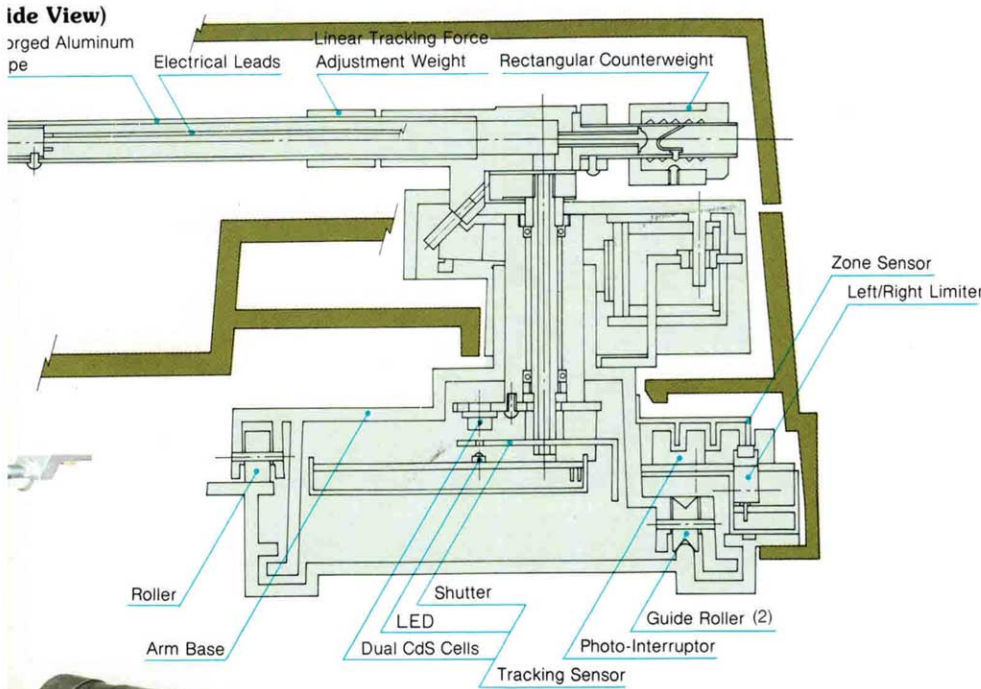 ide View)
orged Aluminum
pe
Electrical Leads
Linear Tracking Force
Adjustment Weight
Rectangular Counterweight
Zone Sensor
Left/Right Limiter
Roller
Shutter
Guide Roller (2)
LED
Arm Base
Dual CdS Cells
Photo-Interruptor
Tracking Sensor